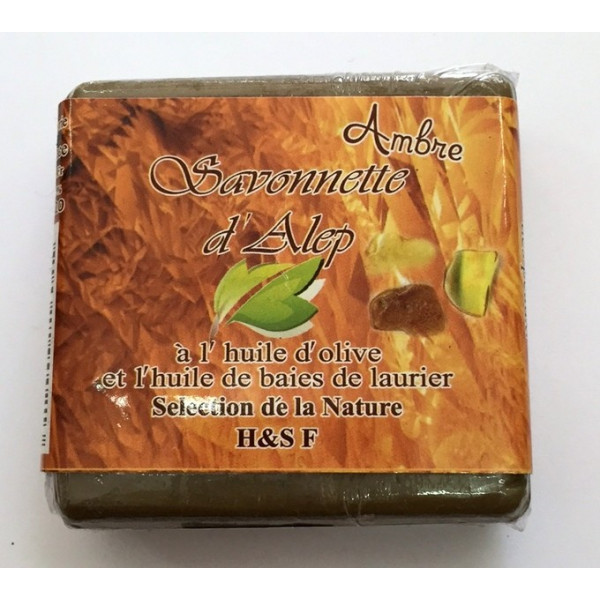 Ambre
Savonnette
d'Alep
à l' huile d'olive
et l'huile de baies de laurier
Selection de la Nature
H&S F